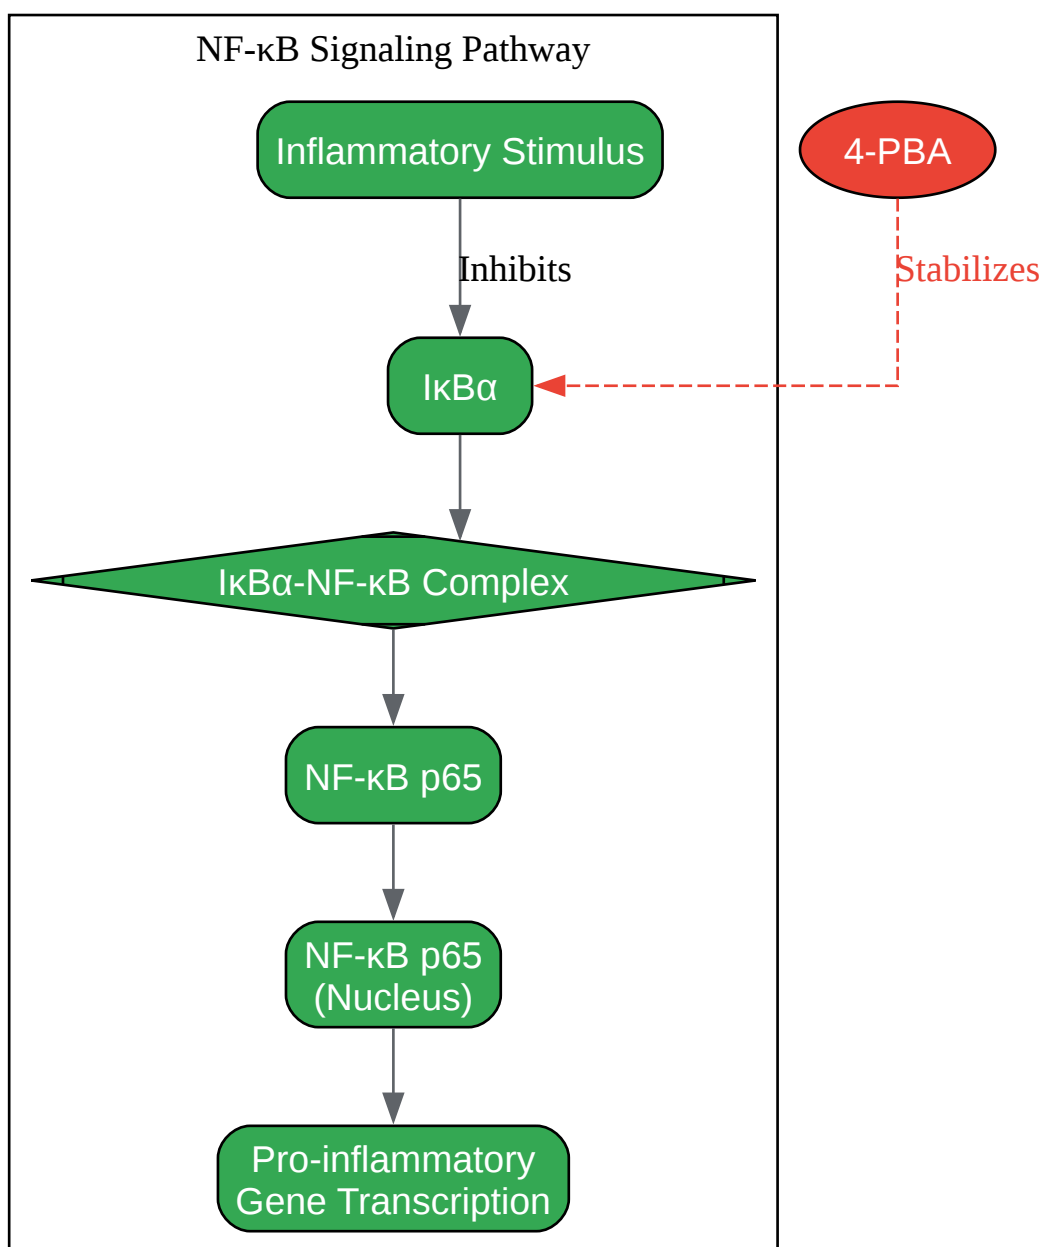 NF-κB Signaling Pathway
Inflammatory Stimulus
4-PBA
Inhibits
Stabilizes
IκBα
IκBα-NF-κB Complex
NF-κB p65
NF-κB p65
(Nucleus)
Pro-inflammatory
Gene Transcription